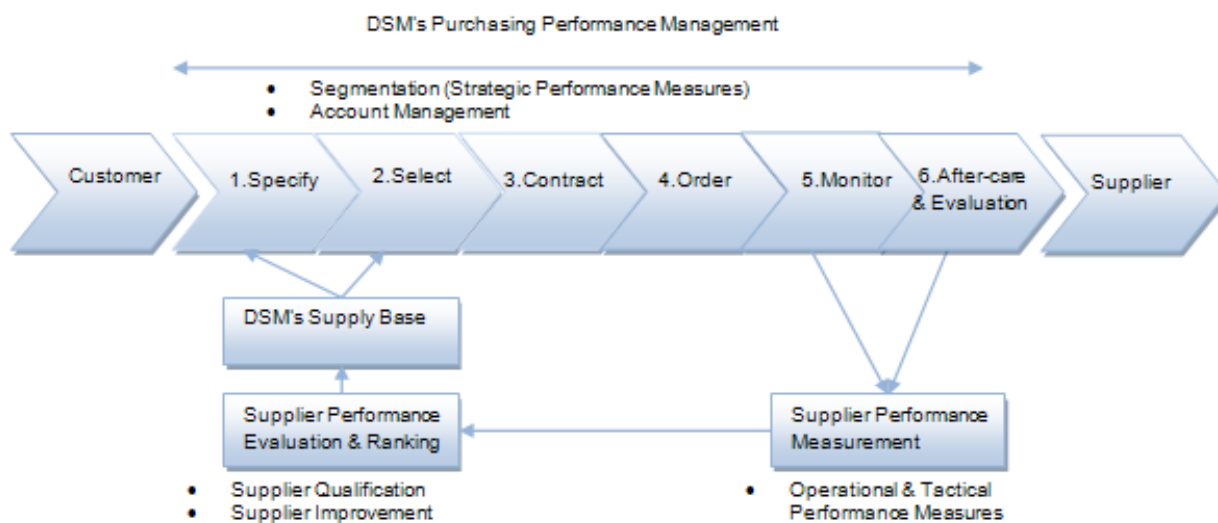 DSM's Purchasing Performance Management
• Segmentation (Strategic Performance Measures)
• Account Management
Customer
1.Specify
2.Select
3.Contract
4.Order
5.Monitor
6.After-care
& Evaluation
Supplier
DSM's Supply Base
Supplier Performance
Evaluation & Ranking
• Supplier Qualification
• Supplier Improvement
Supplier Performance
Measurement
• Operational & Tactical
Performance Measures